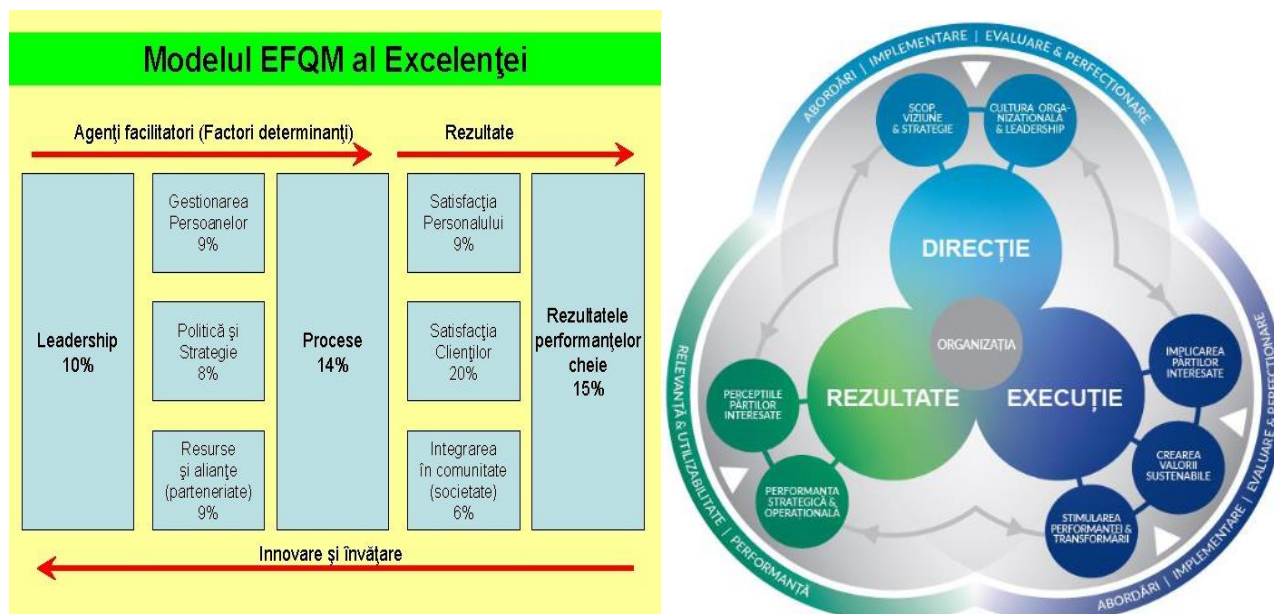 Modelul EFQM al Excelenţei
Agenţi facilitatori (Factori determinanţi)
Rezultate
Leadership
10%
Gestionarea
Persoanelor
9%
Politică şi
Strategie
8%
Resurse
şi alianţe
(parteneriate)
9%
Procese
14%
Satisfacţia
Personalului
9%
Satisfacţia
Clienţilor
20%
Integrarea
în comunitate
(societate)
6%
Rezultatele
performanţelor
cheie
15%
Innovare şi învăţare
ABORDĂRI | IMPLEMENTARE | EVALUARE & PERFECȚIONARE
SCOP,
VIZIUNE
& STRATEGIE
CULTURA ORGA-
NIZAȚIONALĂ
& LEADERSHIP
DIRECȚIE
ORGANIZAȚIA
REZULTATE
EXECUȚIE
PERCEPȚIILE
PĂRȚILOR
INTERESATE
PERFORMANȚA
STRATEGICĂ &
OPERAȚIONALĂ
IMPLICAREA
PĂRȚILOR
INTERESATE
CREAREA
VALORII
SUSTENABILE
STIMULAREA
PERFORMANȚEI &
TRANSFORMĂRII
RELEVANȚĂ & UTILIZABILITATE | PERFORMANȚĂ
ABORDĂRI | IMPLEMENTARE | EVALUARE & PERFECȚIONARE